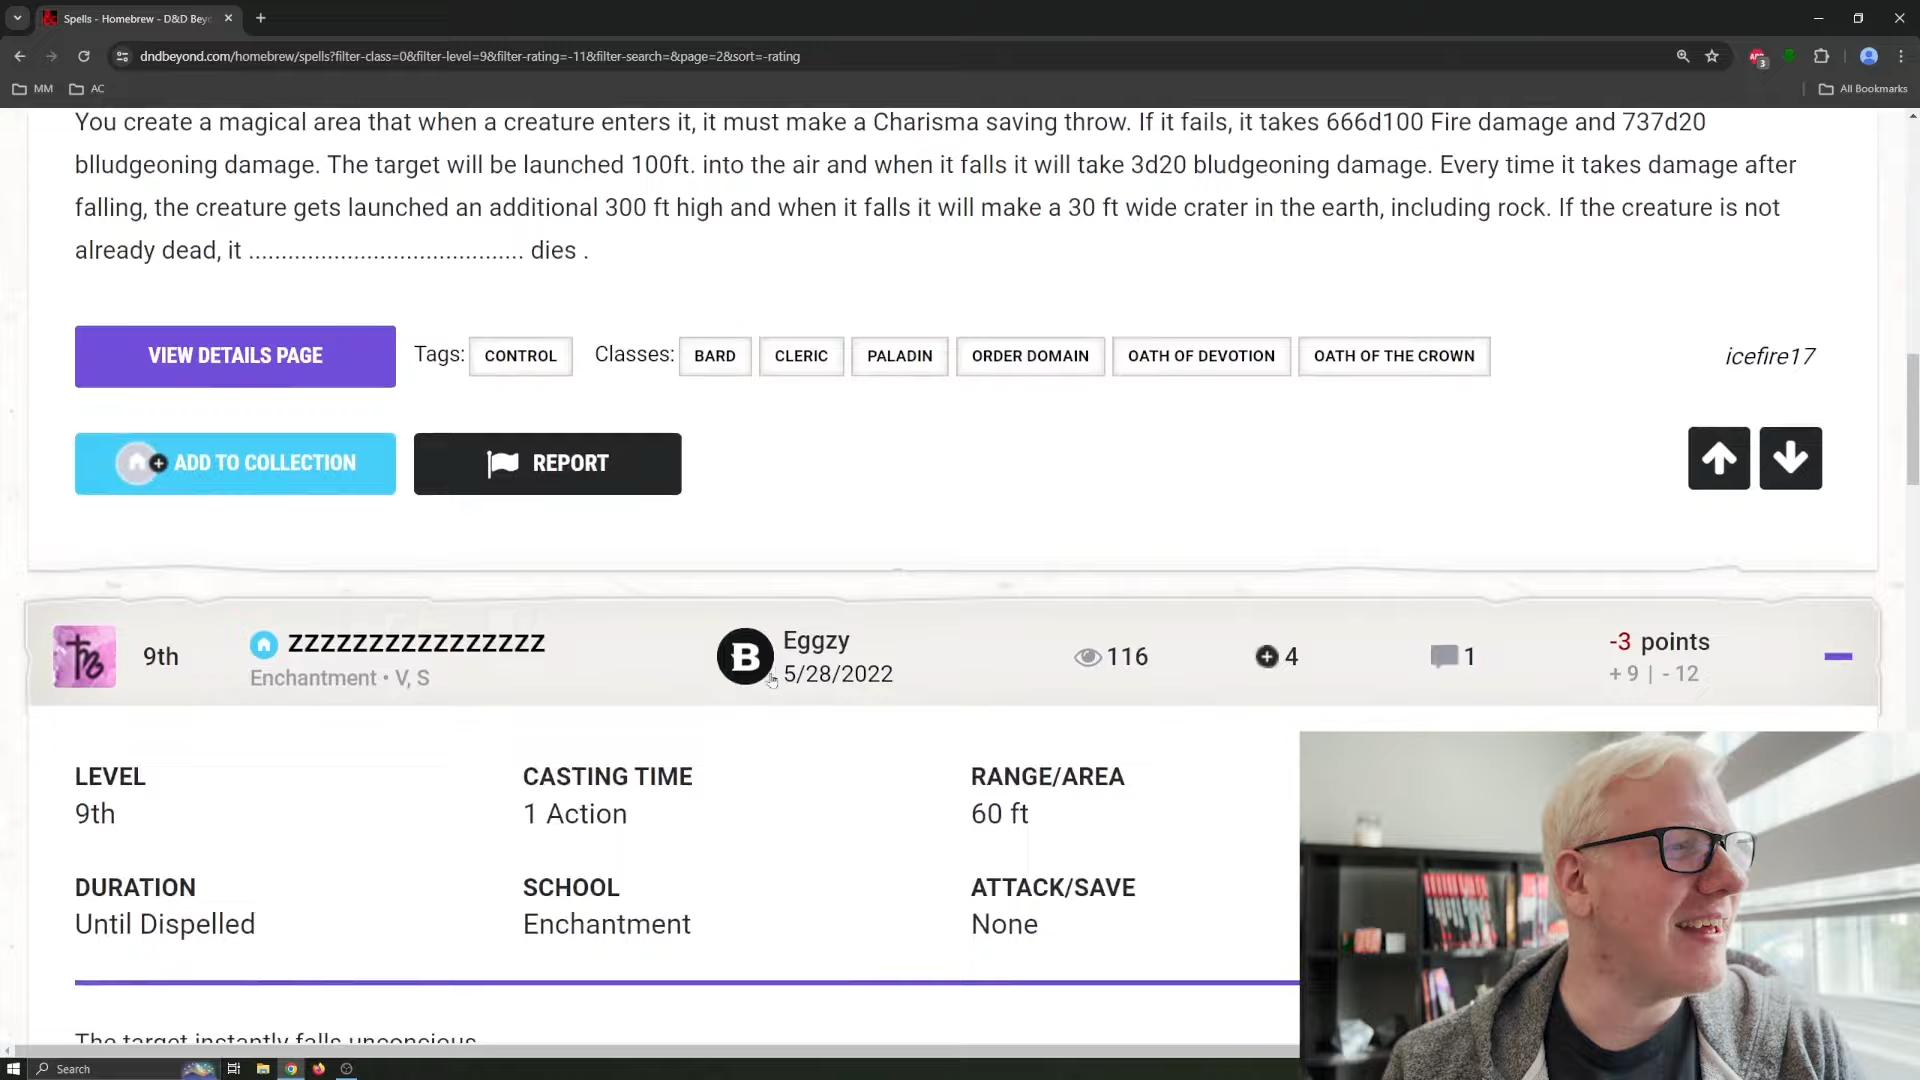 Spells - Homebrew - D&D Bey
dndbeyond.com/homebrew/spells?filter-class=0&filter-level=9&filter-rating=-11&filter-search=&page=2&sort=-rating
3
MM
AC
All Bookmarks
You create a magical area that when a creature enters it, it must make a Charisma saving throw. If it fails, it takes 666d100 Fire damage and 737d20
blludgeoning damage. The target will be launched 100ft. into the air and when it falls it will take 3d20 bludgeoning damage. Every time it takes damage after
falling, the creature gets launched an additional 300 ft high and when it falls it will make a 30 ft wide crater in the earth, including rock. If the creature is not
already dead, it .......................................... dies .
VIEW DETAILS PAGE
Tags: CONTROL
Classes: BARD CLERIC PALADIN ORDER DOMAIN OATH OF DEVOTION OATH OF THE CROWN
icefire17
ADD TO COLLECTION
REPORT
9th
zzzzzzzzzzzzzzzz
Enchantment • V, S
B
Eggzy
5/28/2022
116
4
1
-3 points
+ 9 | - 12
LEVEL
9th
CASTING TIME
1 Action
RANGE/AREA
60 ft
DURATION
Until Dispelled
SCHOOL
Enchantment
ATTACK/SAVE
None
The target instantly falls unconcious
Search